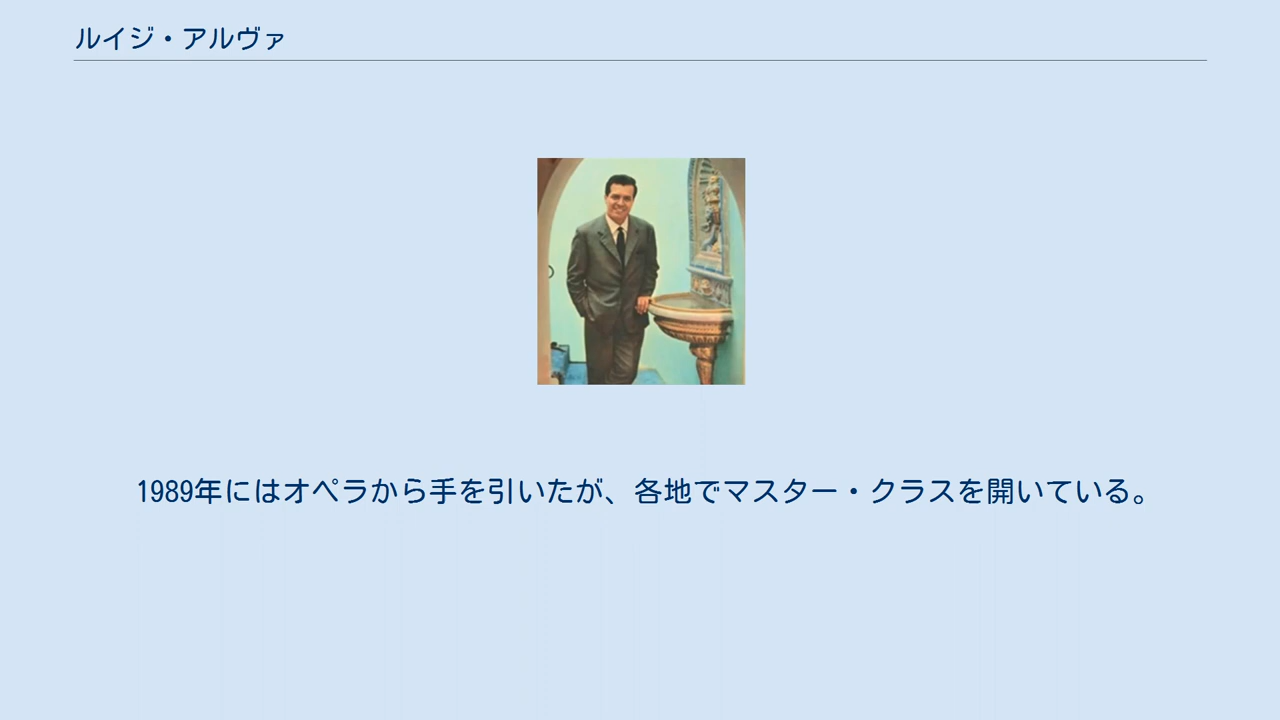 ルイジ・アルヴァ
1989年にはオペラから手を引いたが、各地でマスター・クラスを開いている。